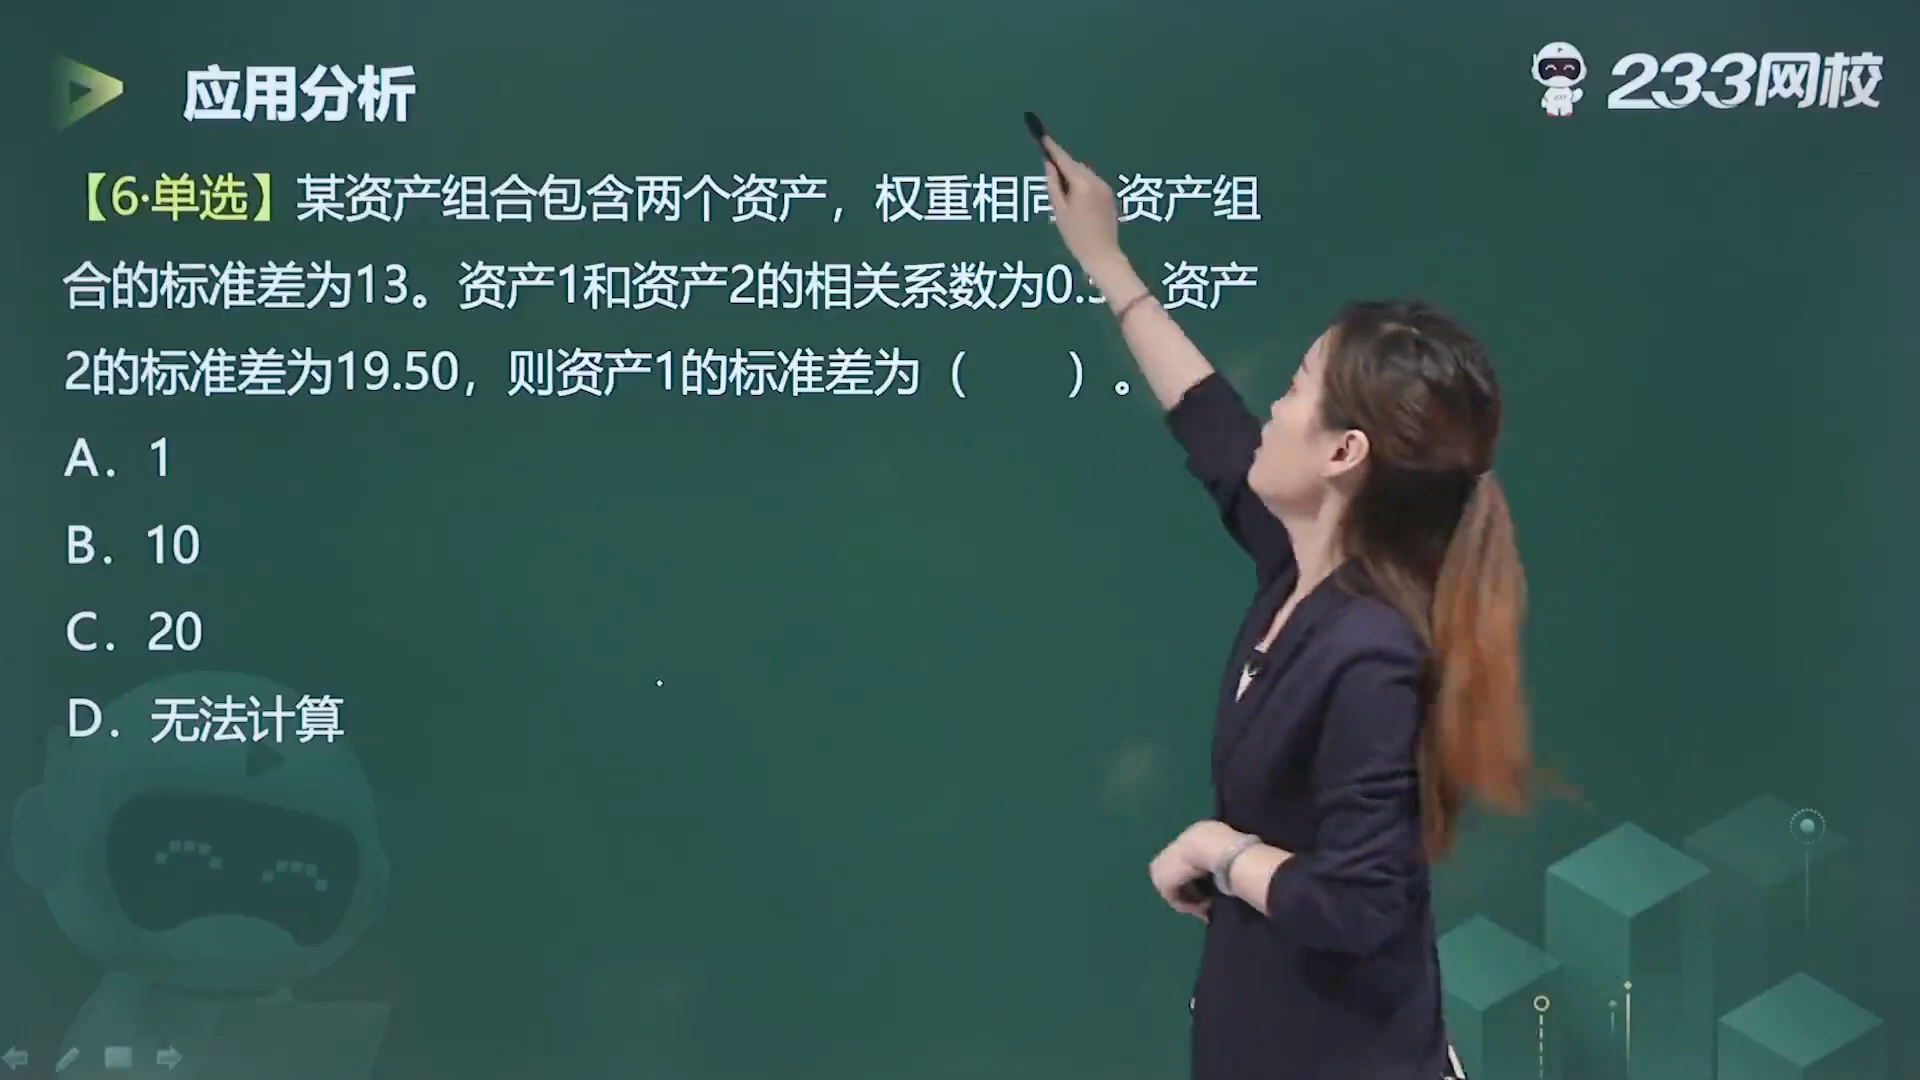 应用分析
233网校
【6·单选】某资产组合包含两个资产，权重相同 资产组
合的标准差为13。资产1和资产2的相关系数为0. 资产
2的标准差为19.50，则资产1的标准差为（ ）。
A. 1
B. 10
C. 20
D. 无法计算